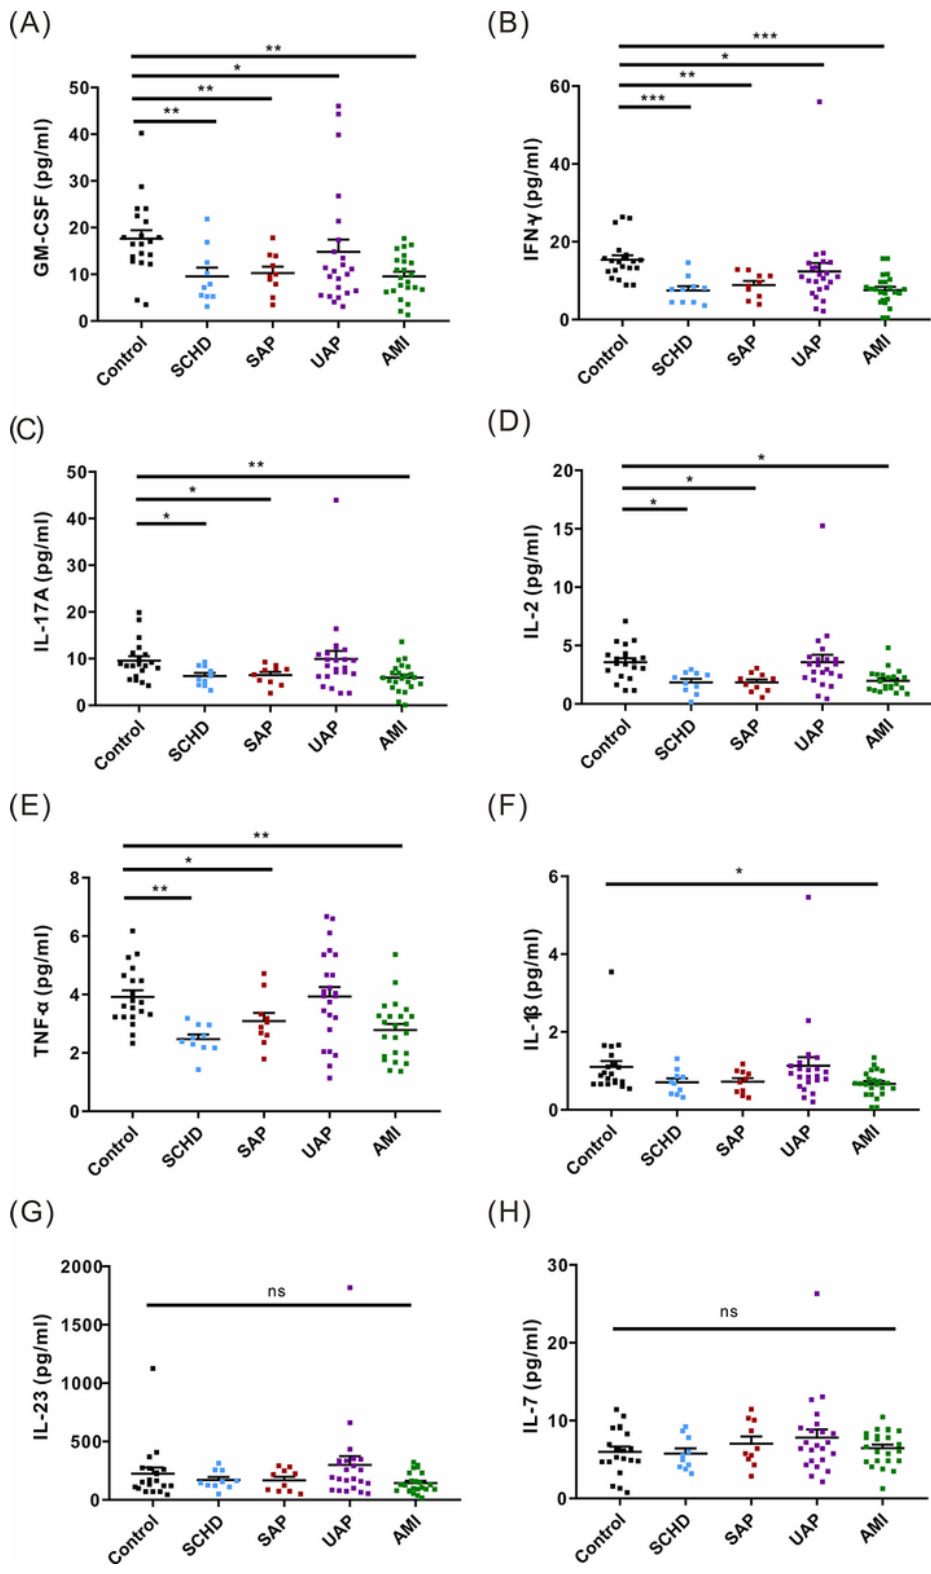 (A)
**
*
**
**
50
40
30
20
10
0
GM-CSF (pg/ml)
Control
SCHD
SAP
UAP
AMI
(B)
***
*
**
***
60
40
20
0
IFN-γ (pg/ml)
Control
SCHD
SAP
UAP
AMI
(C)
**
*
*
50
40
30
20
10
0
IL-17A (pg/ml)
Control
SCHD
SAP
UAP
AMI
(D)
*
*
*
20
15
10
5
0
IL-2 (pg/ml)
Control
SCHD
SAP
UAP
AMI
(E)
**
*
**
8
6
4
2
0
TNF-α (pg/ml)
Control
SCHD
SAP
UAP
AMI
(F)
*
6
4
2
0
IL-1β (pg/ml)
Control
SCHD
SAP
UAP
AMI
(G)
ns
2000
1500
1000
500
0
IL-23 (pg/ml)
Control
SCHD
SAP
UAP
AMI
(H)
ns
30
20
10
0
IL-7 (pg/ml)
Control
SCHD
SAP
UAP
AMI